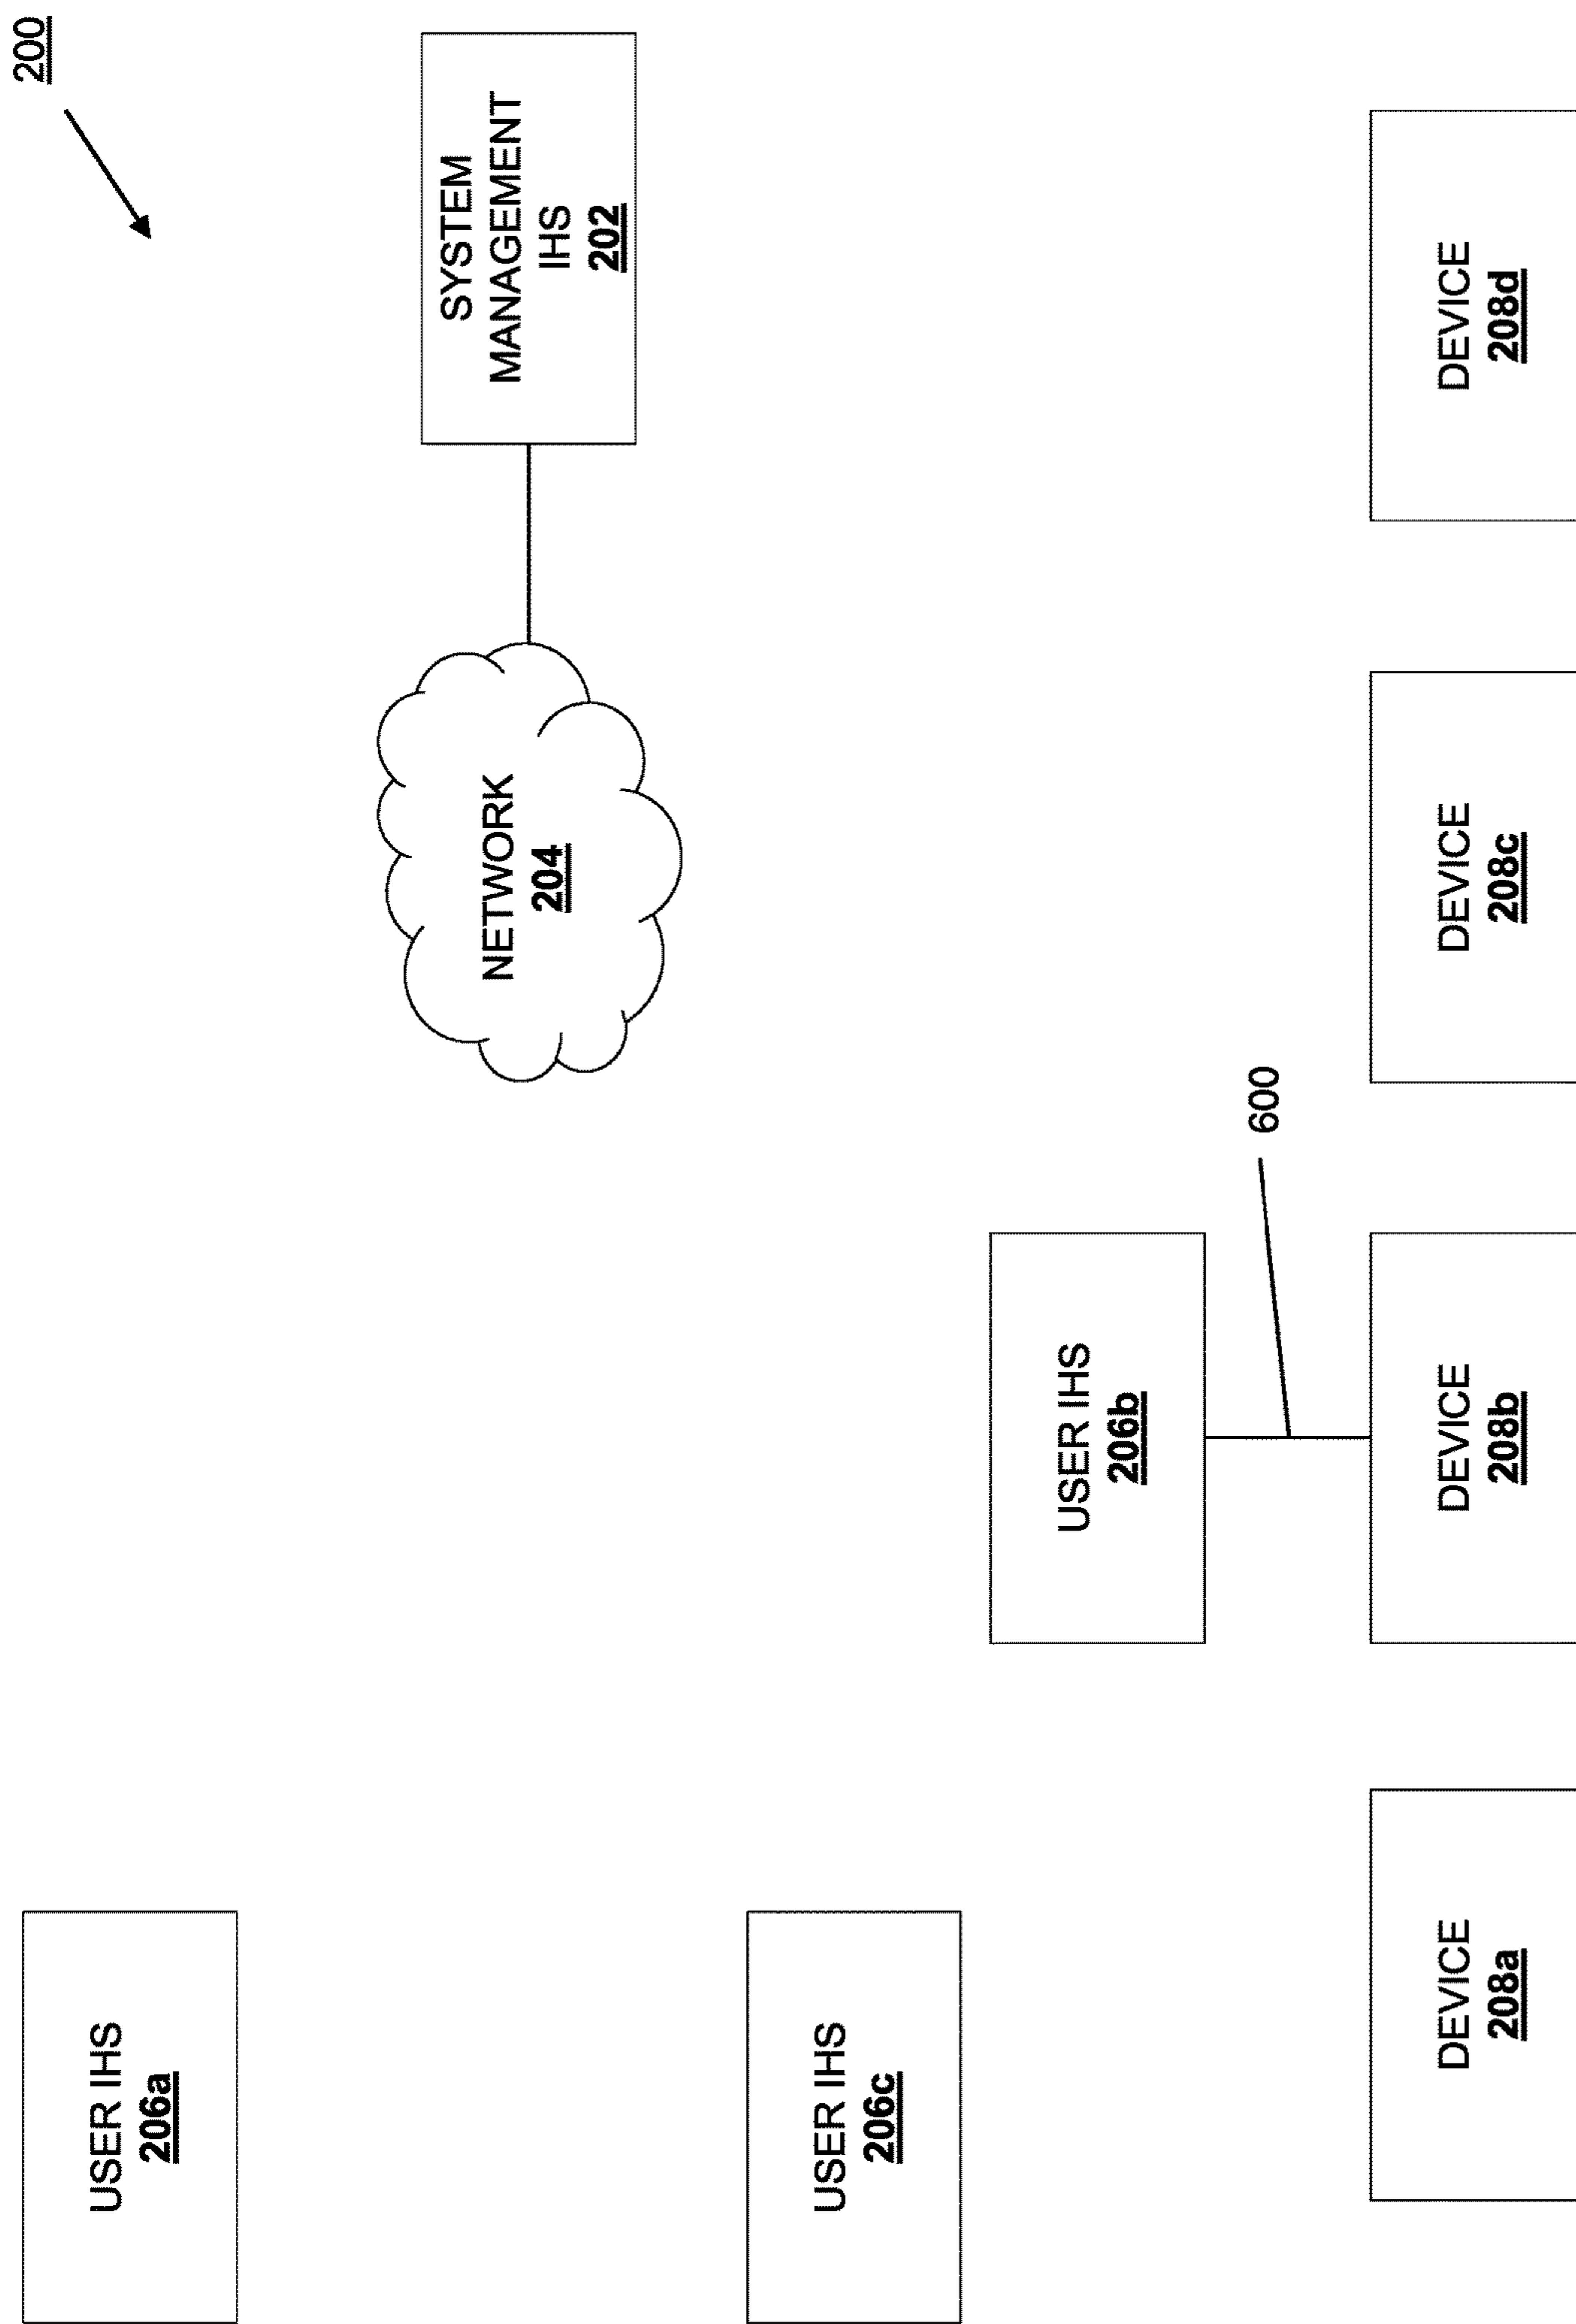 200
SYSTEM
MANAGEMENT
IHS
202
NETWORK
204
USER IHS
206a
USER IHS
206c
USER IHS
206b
600
DEVICE
208a
DEVICE
208b
DEVICE
208c
DEVICE
208d